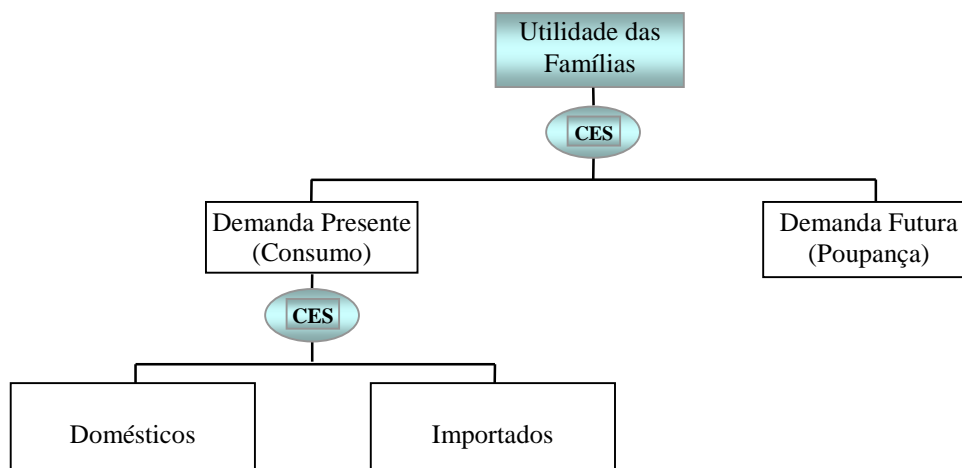 Utilidade das
Famílias
CES
Demanda Presente
(Consumo)
Demanda Futura
(Poupança)
CES
Domésticos
Importados